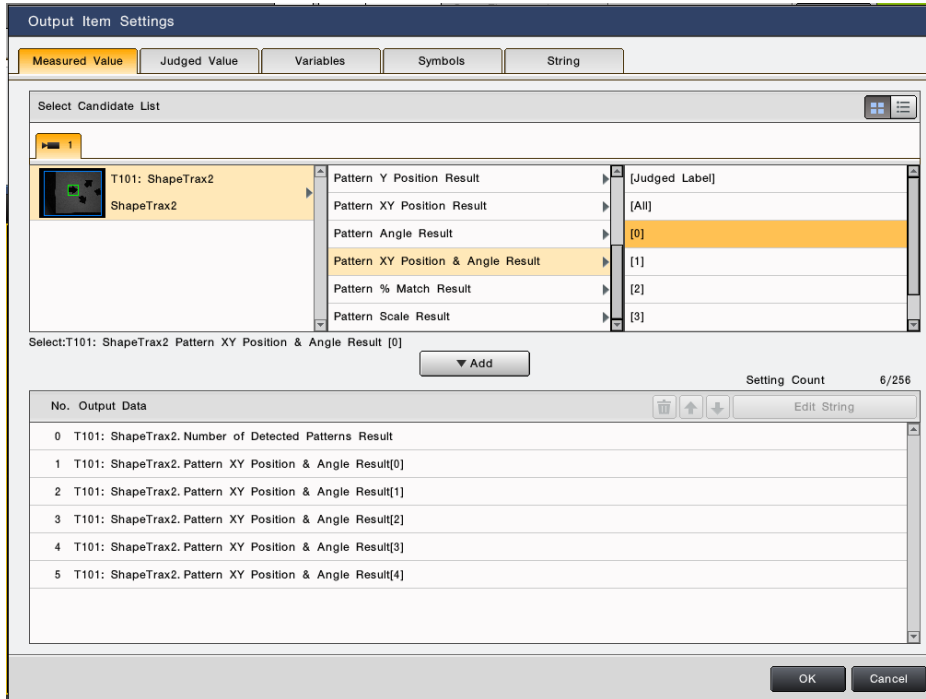 Output Item Settings
Measured Value
Judged Value
Variables
Symbols
String
Select Candidate List
1
T101: ShapeTrax2
ShapeTrax2
Pattern Y Position Result
Pattern XY Position Result
Pattern Angle Result
Pattern XY Position & Angle Result
Pattern % Match Result
Pattern Scale Result
[Judged Label]
[All]
[0]
[1]
[2]
[3]
Select:T101: ShapeTrax2 Pattern XY Position & Angle Result [0]
Add
Setting Count 6/256
No. Output Data
Edit String
0 T101: ShapeTrax2. Number of Detected Patterns Result
1 T101: ShapeTrax2. Pattern XY Position & Angle Result[0]
2 T101: ShapeTrax2. Pattern XY Position & Angle Result[1]
3 T101: ShapeTrax2. Pattern XY Position & Angle Result[2]
4 T101: ShapeTrax2. Pattern XY Position & Angle Result[3]
5 T101: ShapeTrax2. Pattern XY Position & Angle Result[4]
OK
Cancel